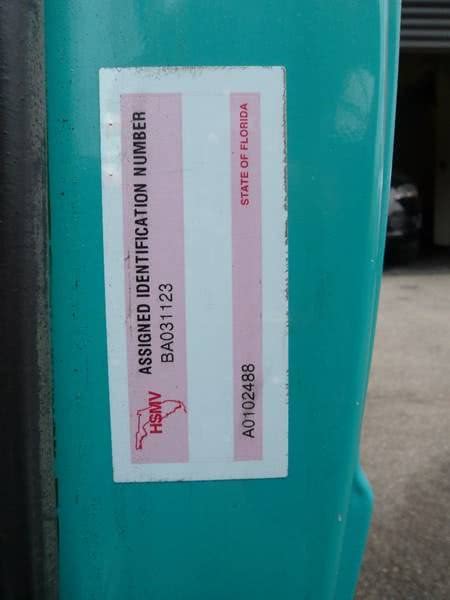 ASSIGNED IDENTIFICATION NUMBER
HSMV
BA031123
STATE OF FLORIDA
A0102488